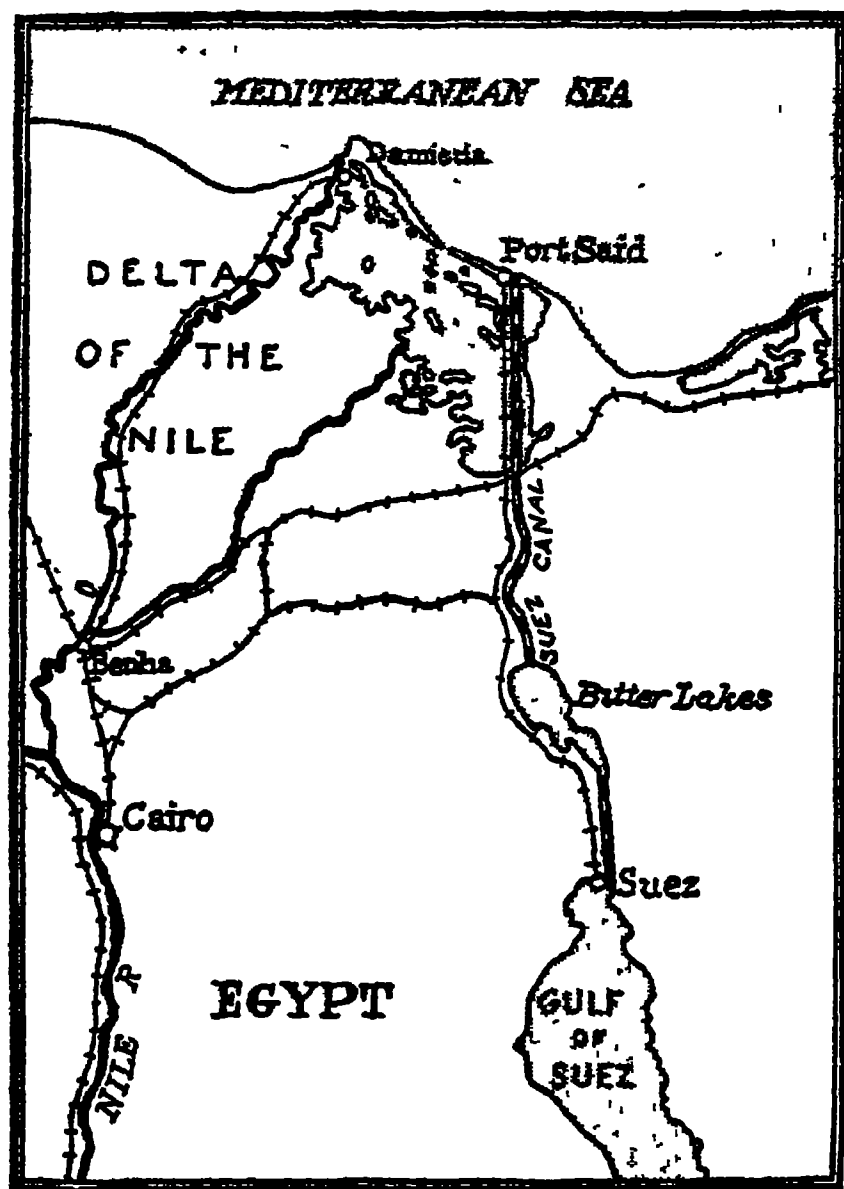 MEDITERRANEAN SEA
Damietta
Port Saïd
DELTA
OF THE
NILE
SUEZ CANAL
Benha
Bitter Lakes
Cairo
Suez
EGYPT
NILE R
GULF
OF
SUEZ